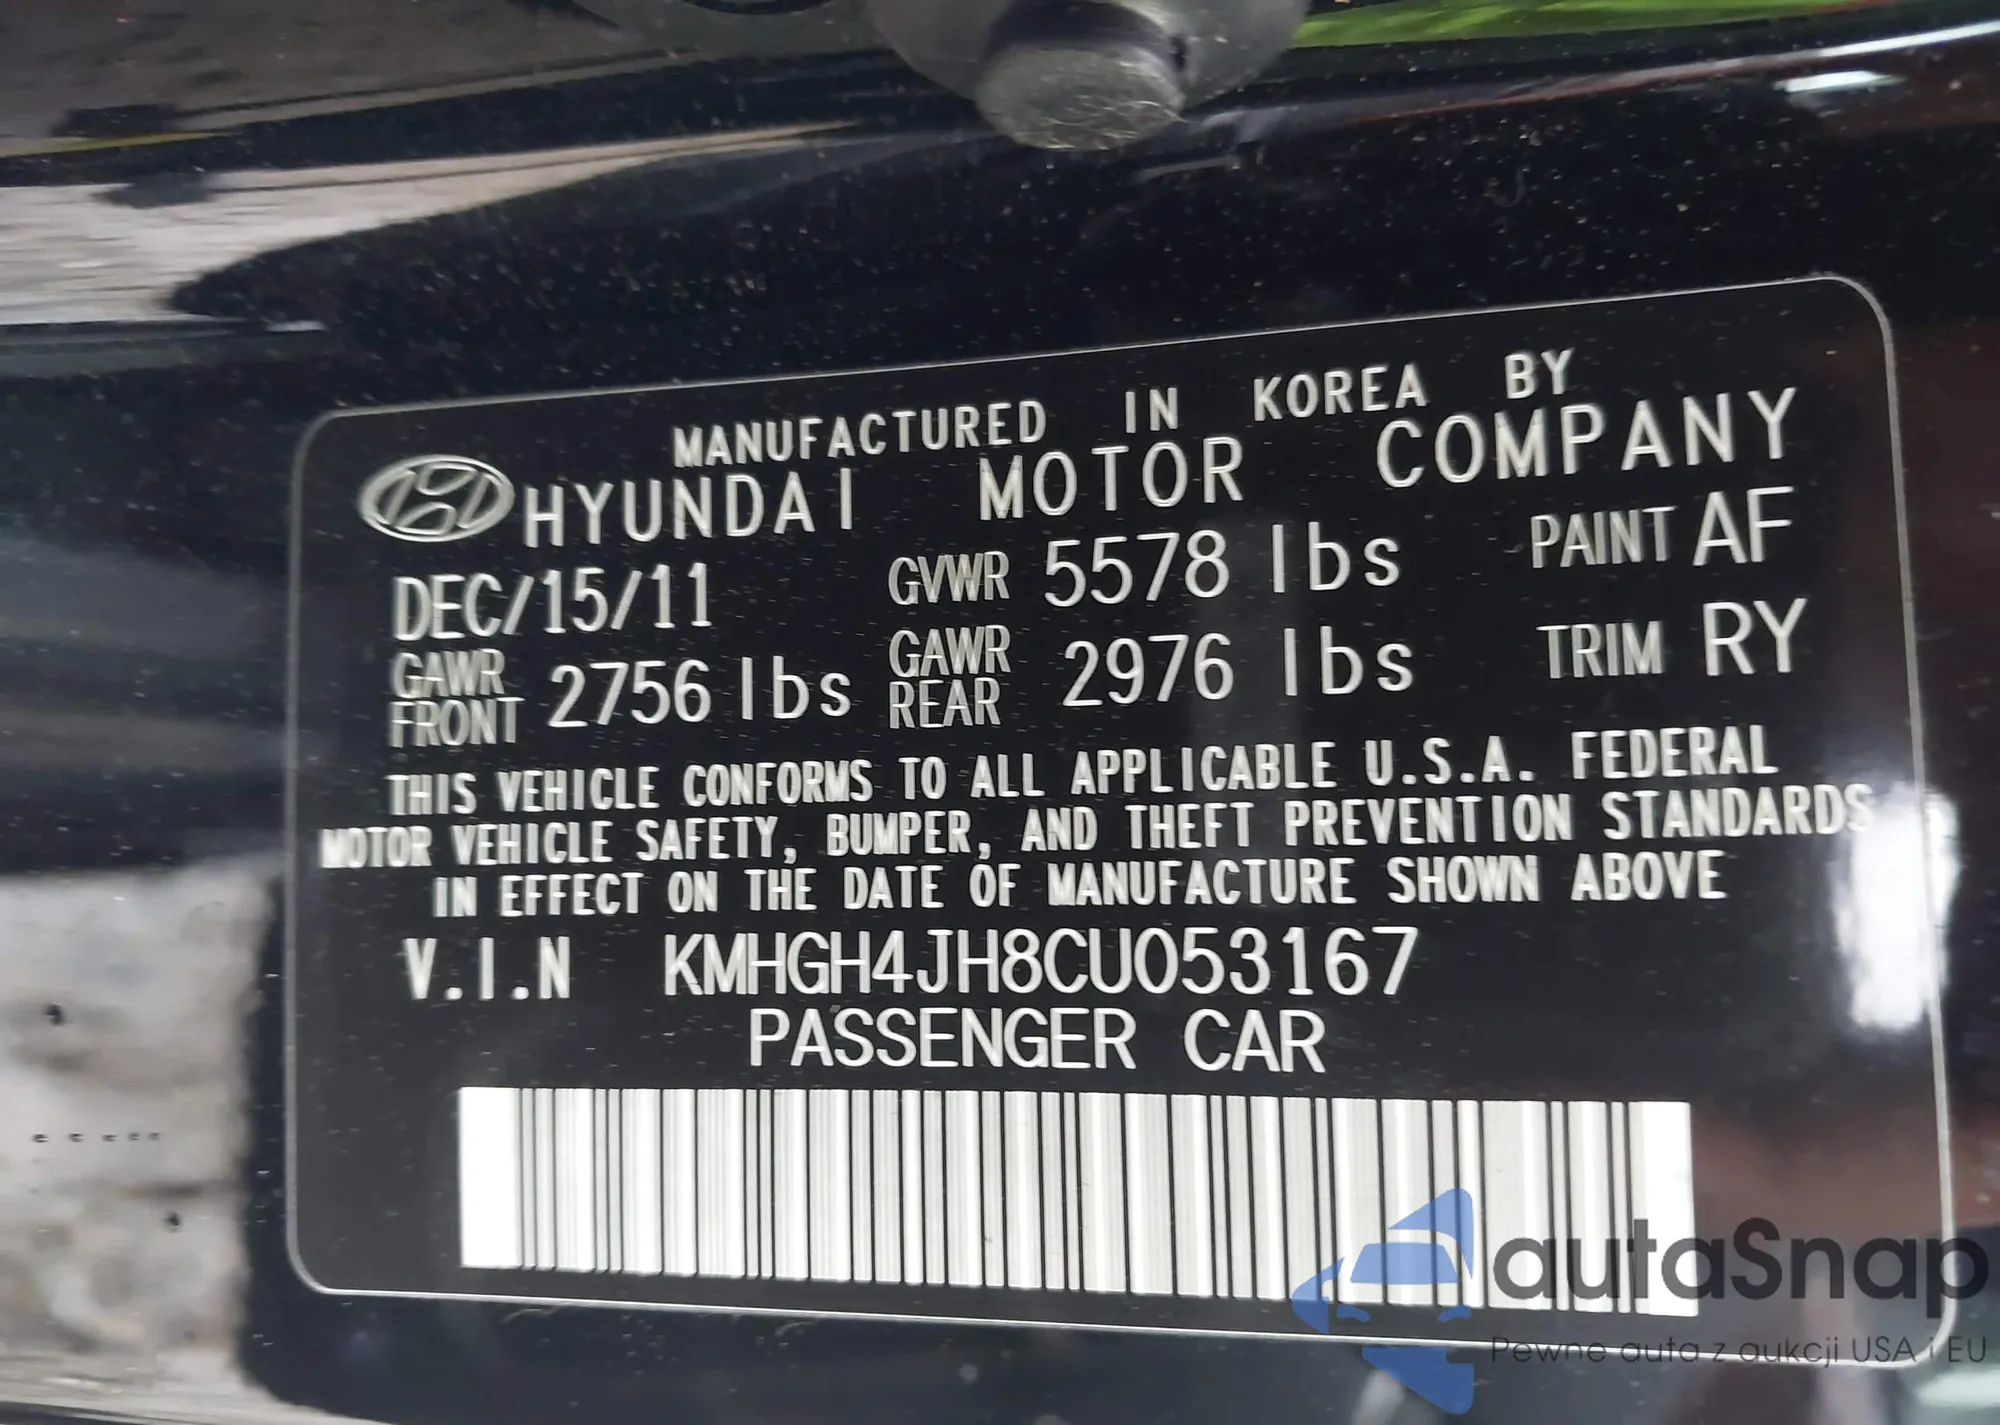 MANUFACTURED IN KOREA BY
HYUNDAI MOTOR COMPANY
DEC/15/11 GVWR 5578 lbs PAINT AF
GAWR FRONT 2756 lbs GAWR REAR 2976 lbs TRIM RY
THIS VEHICLE CONFORMS TO ALL APPLICABLE U.S.A. FEDERAL
MOTOR VEHICLE SAFETY, BUMPER, AND THEFT PREVENTION STANDARDS
IN EFFECT ON THE DATE OF MANUFACTURE SHOWN ABOVE
V.I.N KMHGH4JH8CU053167
PASSENGER CAR
autaSnap
Pewne auta z aukcji USA i EU